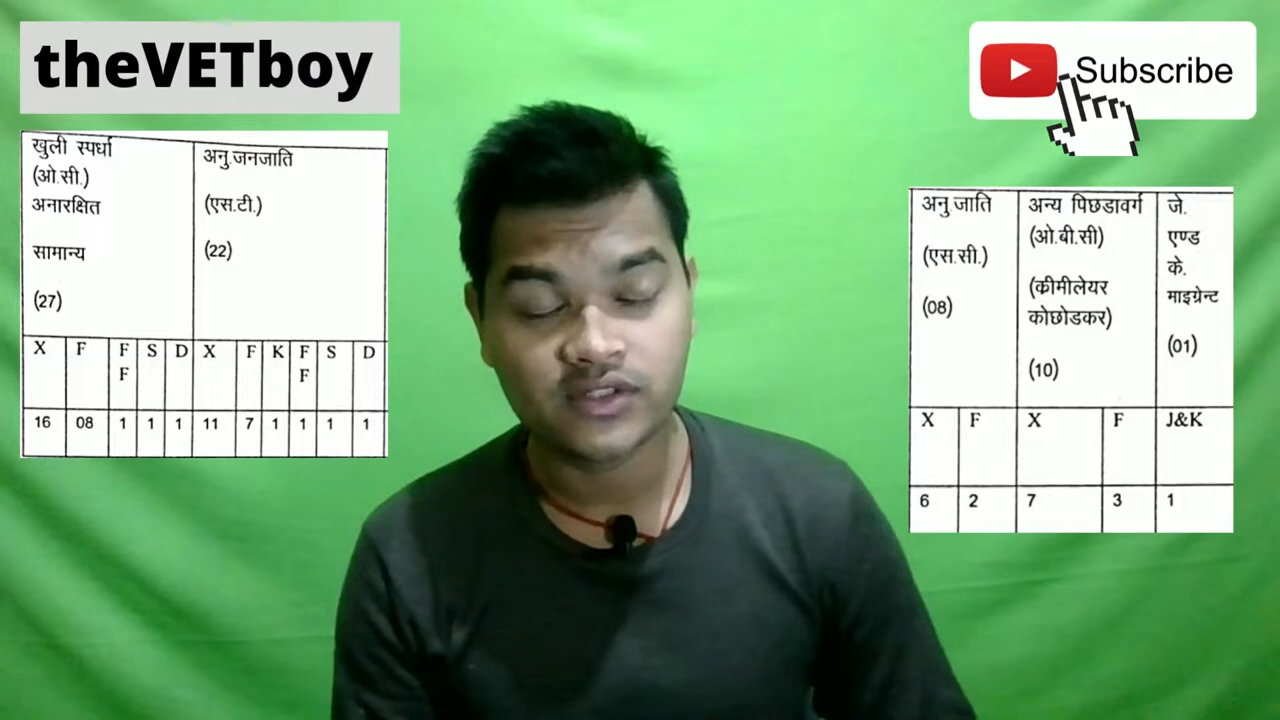 theVETboy
Subscribe
खुली स्पर्धा
(ओ.सी.)
अनारक्षित
सामान्य
(27)
अनु.जनजाति
(एस.टी.)
(22)
X F F F S D X F K F F S D
16 08 1 1 1 11 7 1 1 1 1
अनु जाति
(एस.सी.)
(08)
अन्य पिछडावर्ग
(ओ.बी.सी)
(कीमीलेयर
कोछोडकर)
(10)
जे.
एण्ड
के.
माइग्रेन्ट
(01)
X F X F J&K
6 2 7 3 1